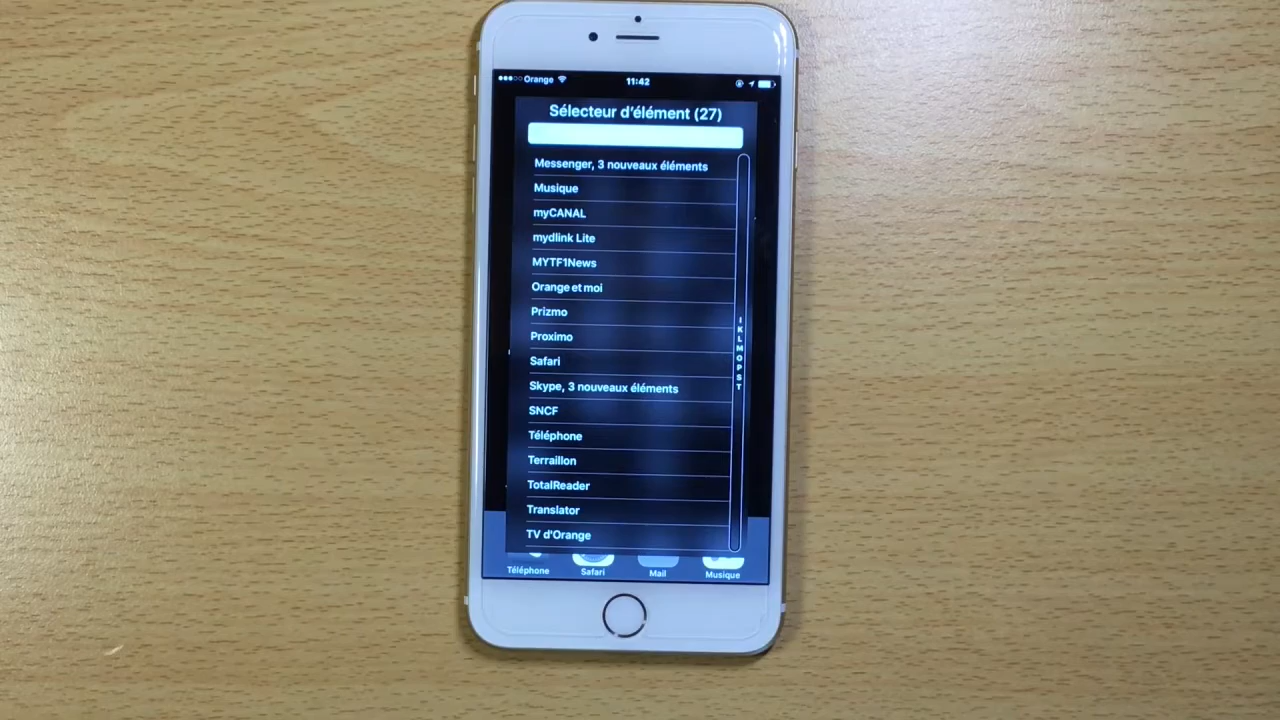 Orange
11:42
Sélecteur d'élément (27)
Messenger, 3 nouveaux éléments
Musique
myCANAL
mydlink Lite
MYTF1News
Orange et moi
Prizmo
Proximo
Safari
Skype, 3 nouveaux éléments
SNCF
Téléphone
Terraillon
TotalReader
Translator
TV d'Orange
I
K
L
M
O
P
S
T
Téléphone
Safari
Mail
Musique